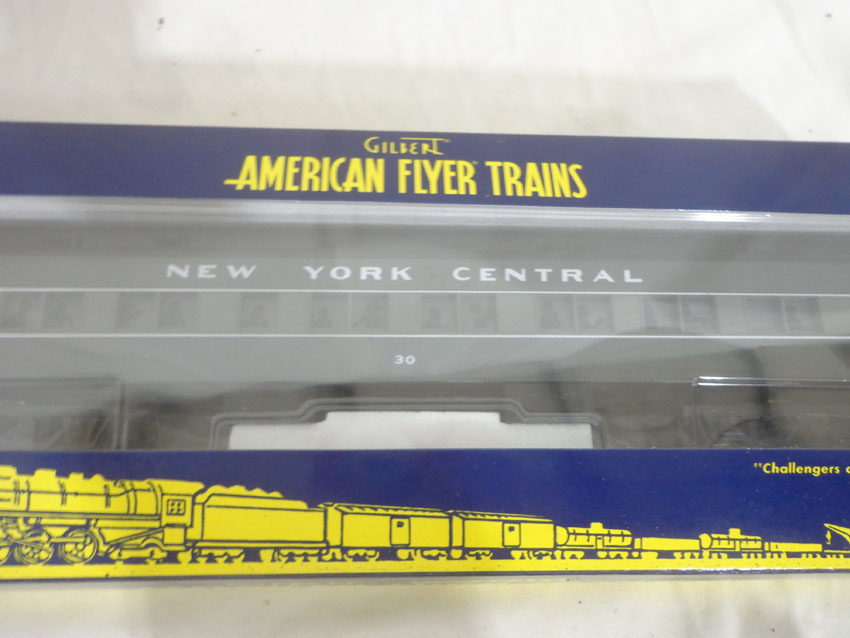 GILBERT
AMERICAN FLYER TRAINS
NEW YORK CENTRAL
30
"Challengers